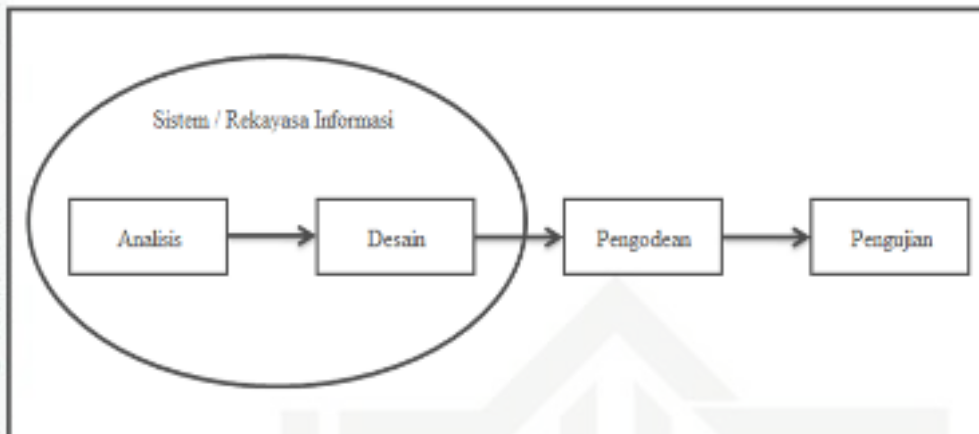 Sistem / Rekayasa Informasi
Analisis
Desain
Pengodean
Pengujian